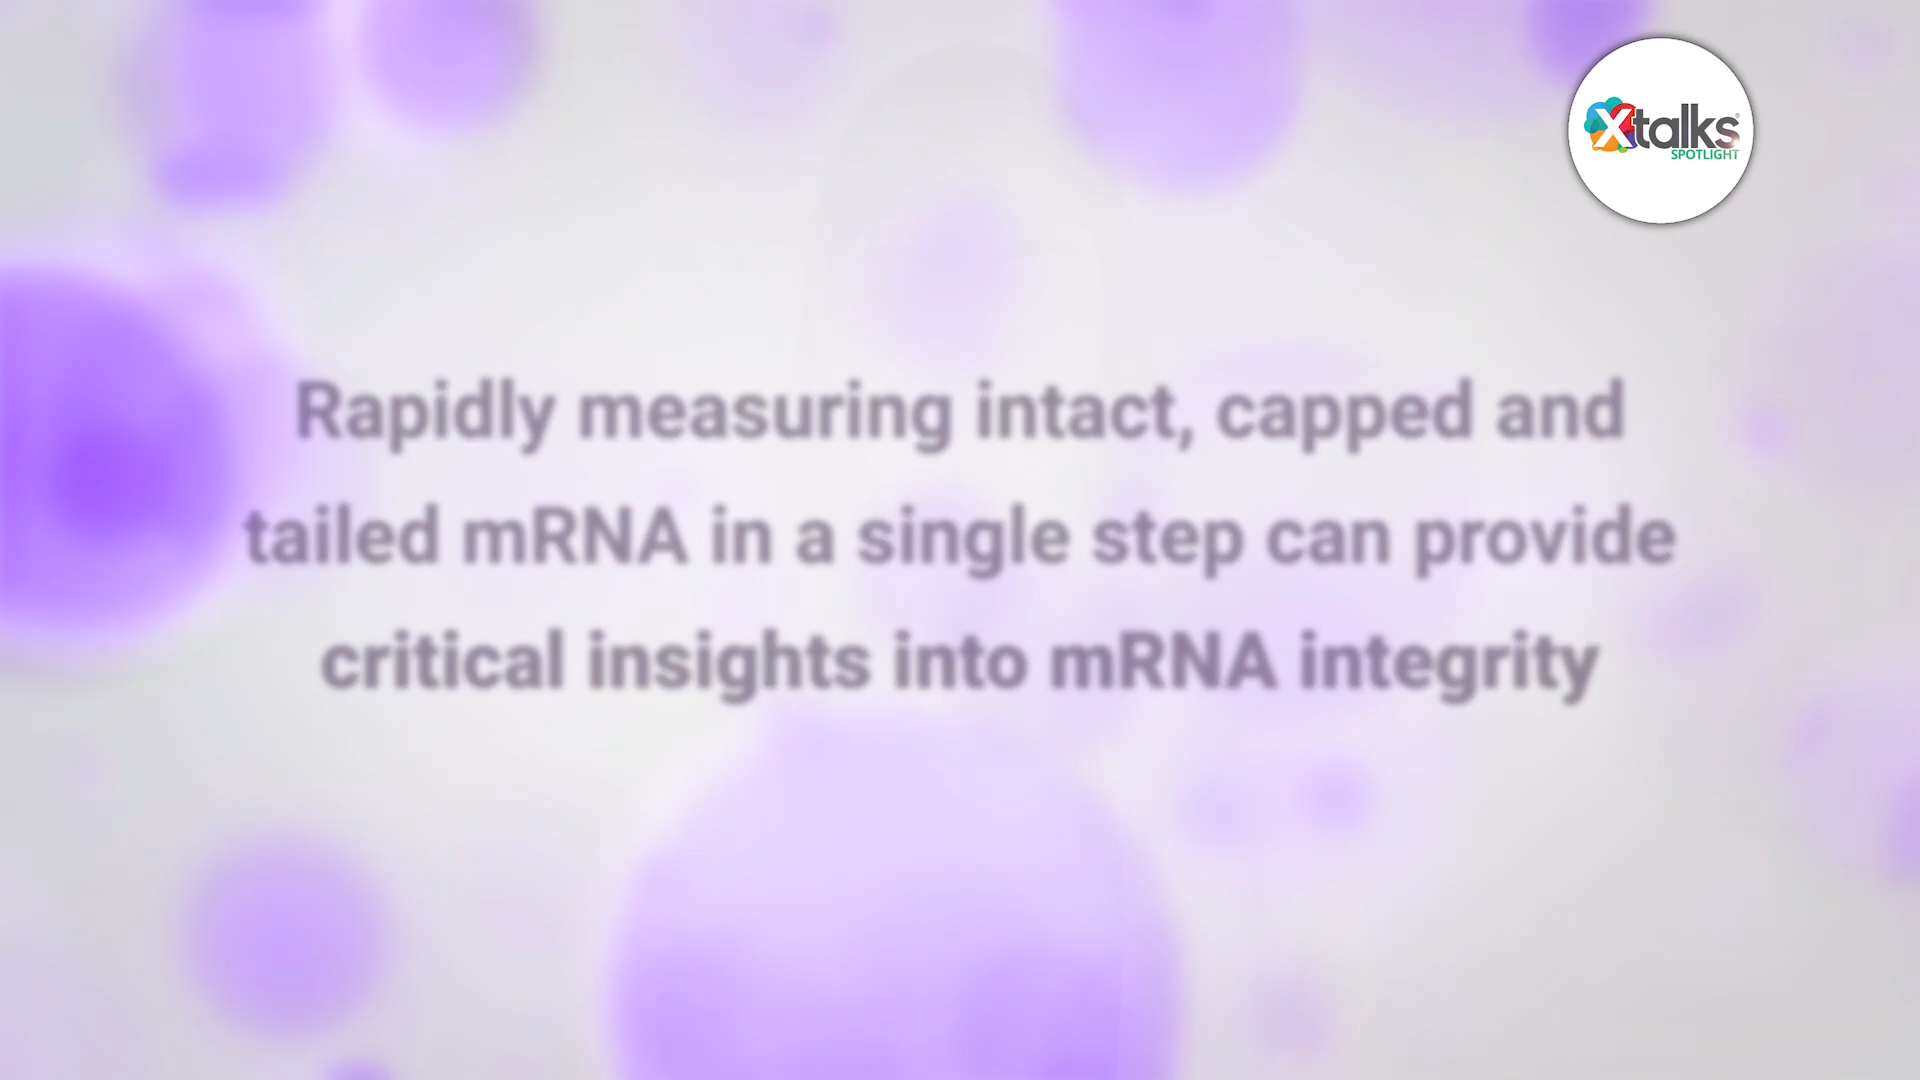 Xtalks
SPOTLIGHT
Rapidly measuring intact, capped and
tailed mRNA in a single step can provide
critical insights into mRNA integrity